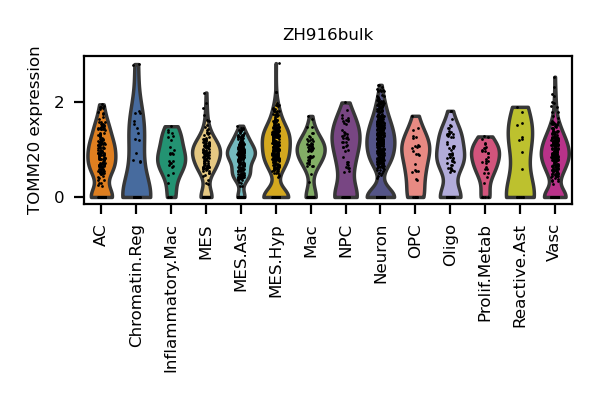 ZH916bulk
TOMM20 expression
2
0
AC
Chromatin.Reg
Inflammatory.Mac
MES
MES.Ast
MES.Hyp
Mac
NPC
Neuron
OPC
Oligo
Prolif.Metab
Reactive.Ast
Vasc